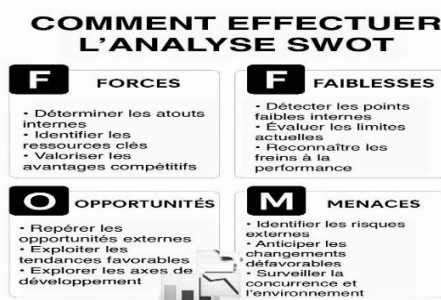 COMMENT EFFECTUER
L'ANALYSE SWOT
F FORCES
• Déterminer les atouts
internes
• Identifier les
ressources clés
• Valoriser les
avantages compétitifs
F FAIBLESSES
• Détecter les points
faibles internes
• Évaluer les limites
actuelles
• Reconnaître les
freins à la
performance
O OPPORTUNITÉS
• Repérer les
opportunités externes
• Exploiter les
tendances favorables
• Explorer les axes de
développement
M MENACES
• Identifier les risques
externes
• Anticiper les
changements
défavorables
• Surveiller la
concurrence et
l'environnement